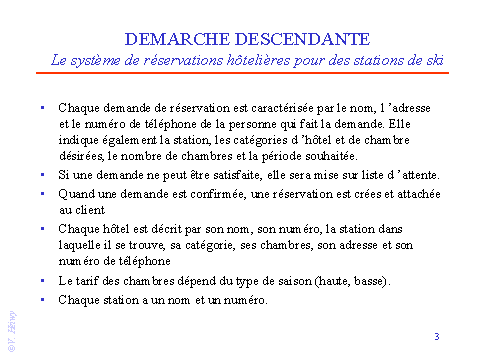 DEMARCHE DESCENDANTE
Le système de réservations hôtelières pour des stations de ski
• Chaque demande de réservation est caractérisée par le nom, l ’adresse
et le numéro de téléphone de la personne qui fait la demande. Elle
indique également la station, les catégories d ’hôtel et de chambre
désirées, le nombre de chambres et la période souhaitée.
• Si une demande ne peut être satisfaite, elle sera mise sur liste d ’attente.
• Quand une demande est confirmée, une réservation est crées et attachée
au client
• Chaque hôtel est décrit par son nom, son numéro, la station dans
laquelle il se trouve, sa catégorie, ses chambres, son adresse et son
numéro de téléphone
• Le tarif des chambres dépend du type de saison (haute, basse).
• Chaque station a un nom et un numéro.
©V.
3